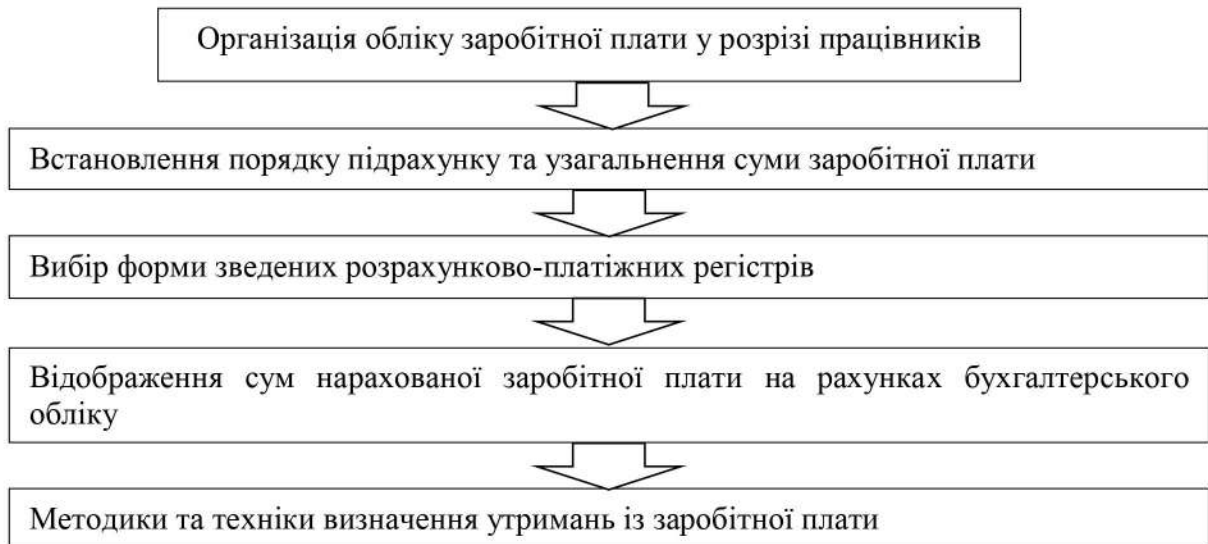 Організація обліку заробітної плати у розрізі працівників
Встановлення порядку підрахунку та узагальнення суми заробітної плати
Вибір форми зведених розрахунково-платіжних регістрів
Відображення сум нарахованої заробітної плати на рахунках бухгалтерського
обліку
Методики та техніки визначення утримань із заробітної плати